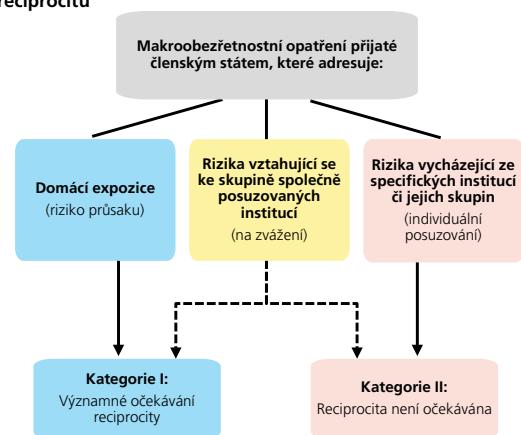 reciprocitu
Makroobezřetnostní opatření přijaté
členským státem, které adresuje:
Domácí expozice
(riziko průsaku)
Rizika vztahující se
ke skupině společně
posuzovaných
institucí
(na zvážení)
Rizika vycházející ze
specifických institucí
či jejich skupin
(individuální
posuzování)
Kategorie I:
Významné očekávání
reciprocity
Kategorie II:
Reciprocita není očekávána